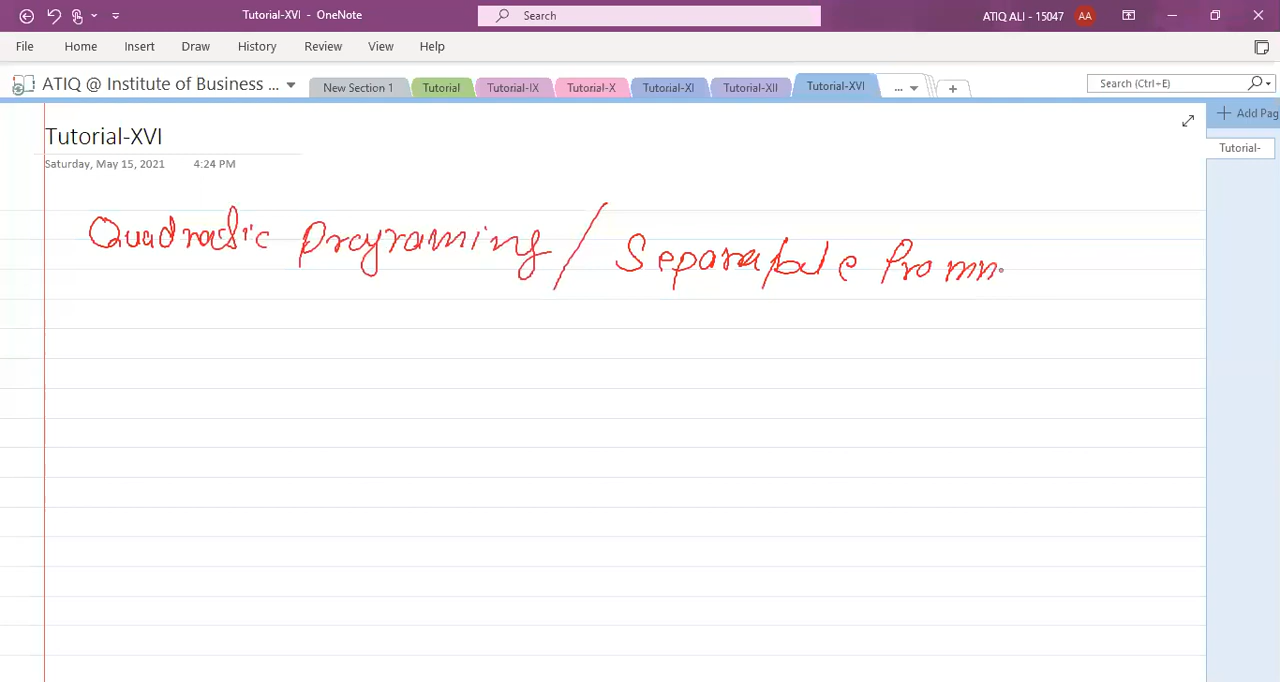 Tutorial-XVI - OneNote
Search
ATIQ ALI - 15047
AA
File Home Insert Draw History Review View Help
ATIQ @ Institute of Business ...
New Section 1 Tutorial Tutorial-IX Tutorial-X Tutorial-XI Tutorial-XII Tutorial-XVI ... +
Search (Ctrl+E)
Add Pag
Tutorial-
Tutorial-XVI
Saturday, May 15, 2021 4:24 PM
Quadratic Programing / Separable